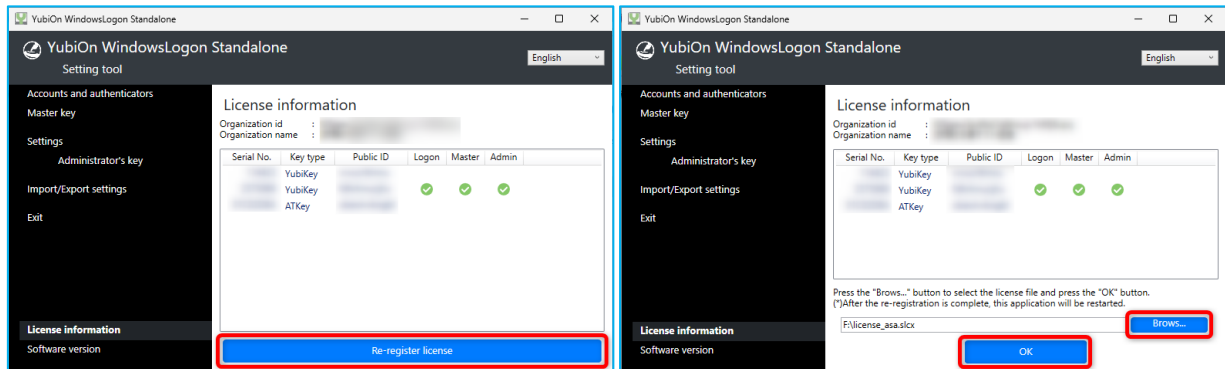 YubiOn WindowsLogon Standalone
YubiOn WindowsLogon Standalone
Setting tool
English
Accounts and authenticators
Master key
Settings
Administrator's key
Import/Export settings
Exit
License information
Software version
License information
Organization id :
Organization name :
Serial No. Key type Public ID Logon Master Admin
YubiKey
YubiKey
ATKey
Re-register license
YubiOn WindowsLogon Standalone
YubiOn WindowsLogon Standalone
Setting tool
English
Accounts and authenticators
Master key
Settings
Administrator's key
Import/Export settings
Exit
License information
Software version
License information
Organization id :
Organization name :
Serial No. Key type Public ID Logon Master Admin
YubiKey
YubiKey
ATKey
Press the "Brows..." button to select the license file and press the "OK" button.
(*)After the re-registration is complete, this application will be restarted.
F:\license_asa.slcx
Brows...
OK